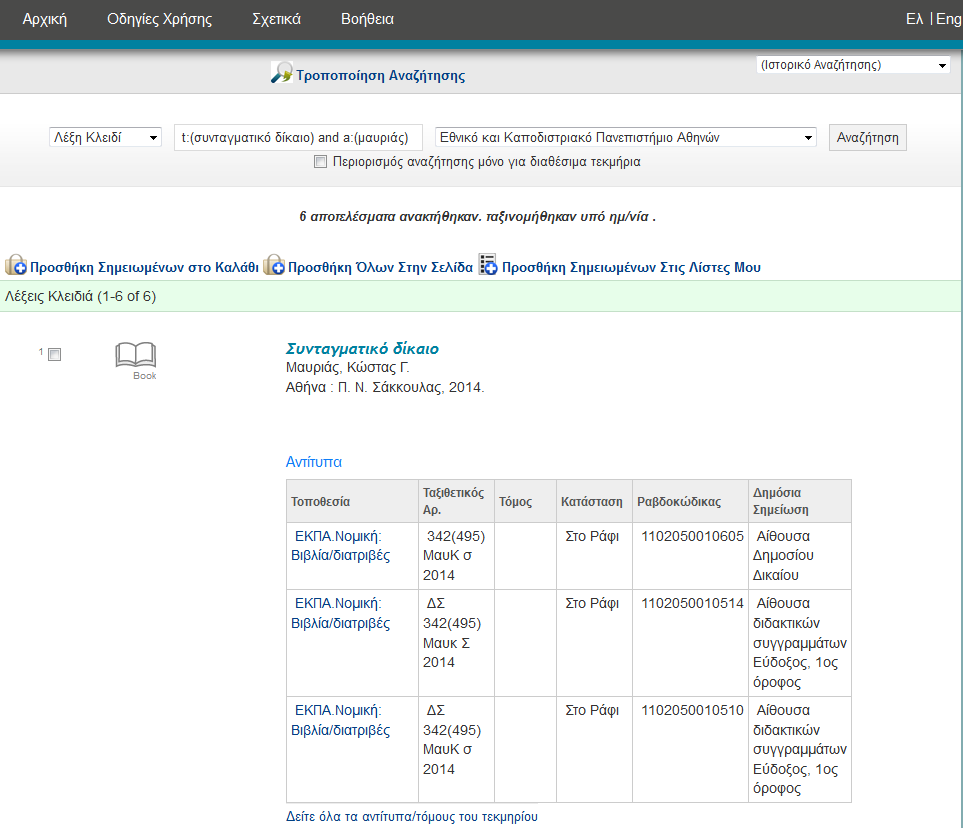 Αρχική Οδηγίες Χρήσης Σχετικά Βοήθεια Ελ | Eng
Τροποποίηση Αναζήτησης (Ιστορικό Αναζήτησης)
Λέξη Κλειδί t:(συνταγματικό δίκαιο) and a:(μαυριάς) Εθνικό και Καποδιστριακό Πανεπιστήμιο Αθηνών Αναζήτηση
Περιορισμός αναζήτησης μόνο για διαθέσιμα τεκμήρια
6 αποτελέσματα ανακτήθηκαν. ταξινομήθηκαν υπό ημ/νία .
Προσθήκη Σημειωμένων στο Καλάθι Προσθήκη Όλων Στην Σελίδα Προσθήκη Σημειωμένων Στις Λίστες Μου
Λέξεις Κλειδιά (1-6 of 6)
1
Book
Συνταγματικό δίκαιο
Μαυριάς, Κώστας Γ.
Αθήνα : Π. Ν. Σάκκουλας, 2014.
Αντίτυπα
Τοποθεσία Ταξιθετικός Αρ. Τόμος Κατάσταση Ραβδοκώδικας Δημόσια Σημείωση
ΕΚΠΑ.Νομική: 342(495) Στο Ράφι 1102050010605 Αίθουσα
Βιβλία/διατριβές ΜαυΚ σ Δημοσίου
2014 Δικαίου
ΕΚΠΑ.Νομική: ΔΣ Στο Ράφι 1102050010514 Αίθουσα
Βιβλία/διατριβές 342(495) διδακτικών
Μαυκ Σ συγγραμμάτων
2014 Εύδοξος, 1ος
όροφος
ΕΚΠΑ.Νομική: ΔΣ Στο Ράφι 1102050010510 Αίθουσα
Βιβλία/διατριβές 342(495) διδακτικών
ΜαυΚ σ συγγραμμάτων
2014 Εύδοξος, 1ος
όροφος
Δείτε όλα τα αντίτυπα/τόμους του τεκμηρίου